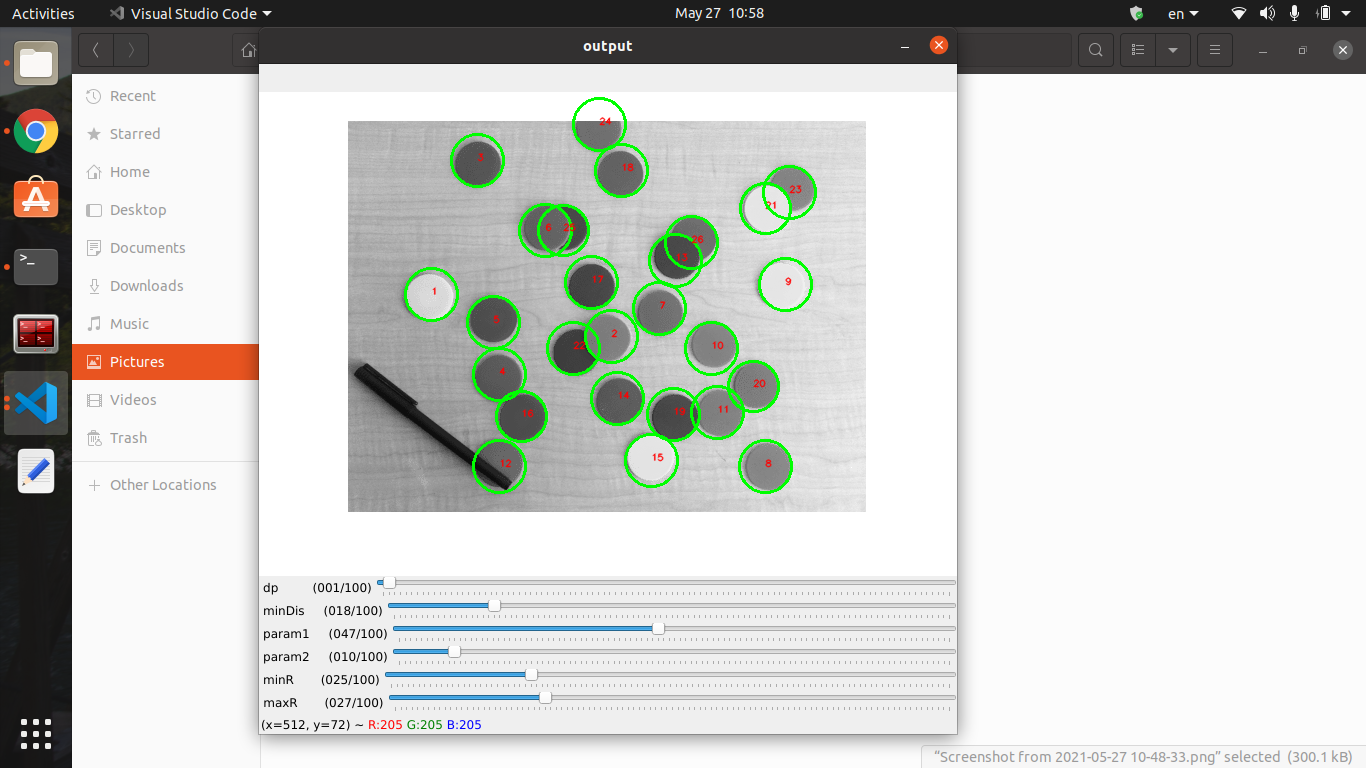 Activities Visual Studio Code May 27 10:58 en
output
Recent
Starred
Home
Desktop
Documents
Downloads
Music
Pictures
Videos
Trash
Other Locations
24
3
18
23
21
6 25
26
13
1
17
9
7
5
2
22
10
4
20
14
16
19
11
15
12
8
dp (001/100)
minDis (018/100)
param1 (047/100)
param2 (010/100)
minR (025/100)
maxR (027/100)
(x=512, y=72) ~ R:205 G:205 B:205
“Screenshot from 2021-05-27 10-48-33.png” selected (300.1 kB)